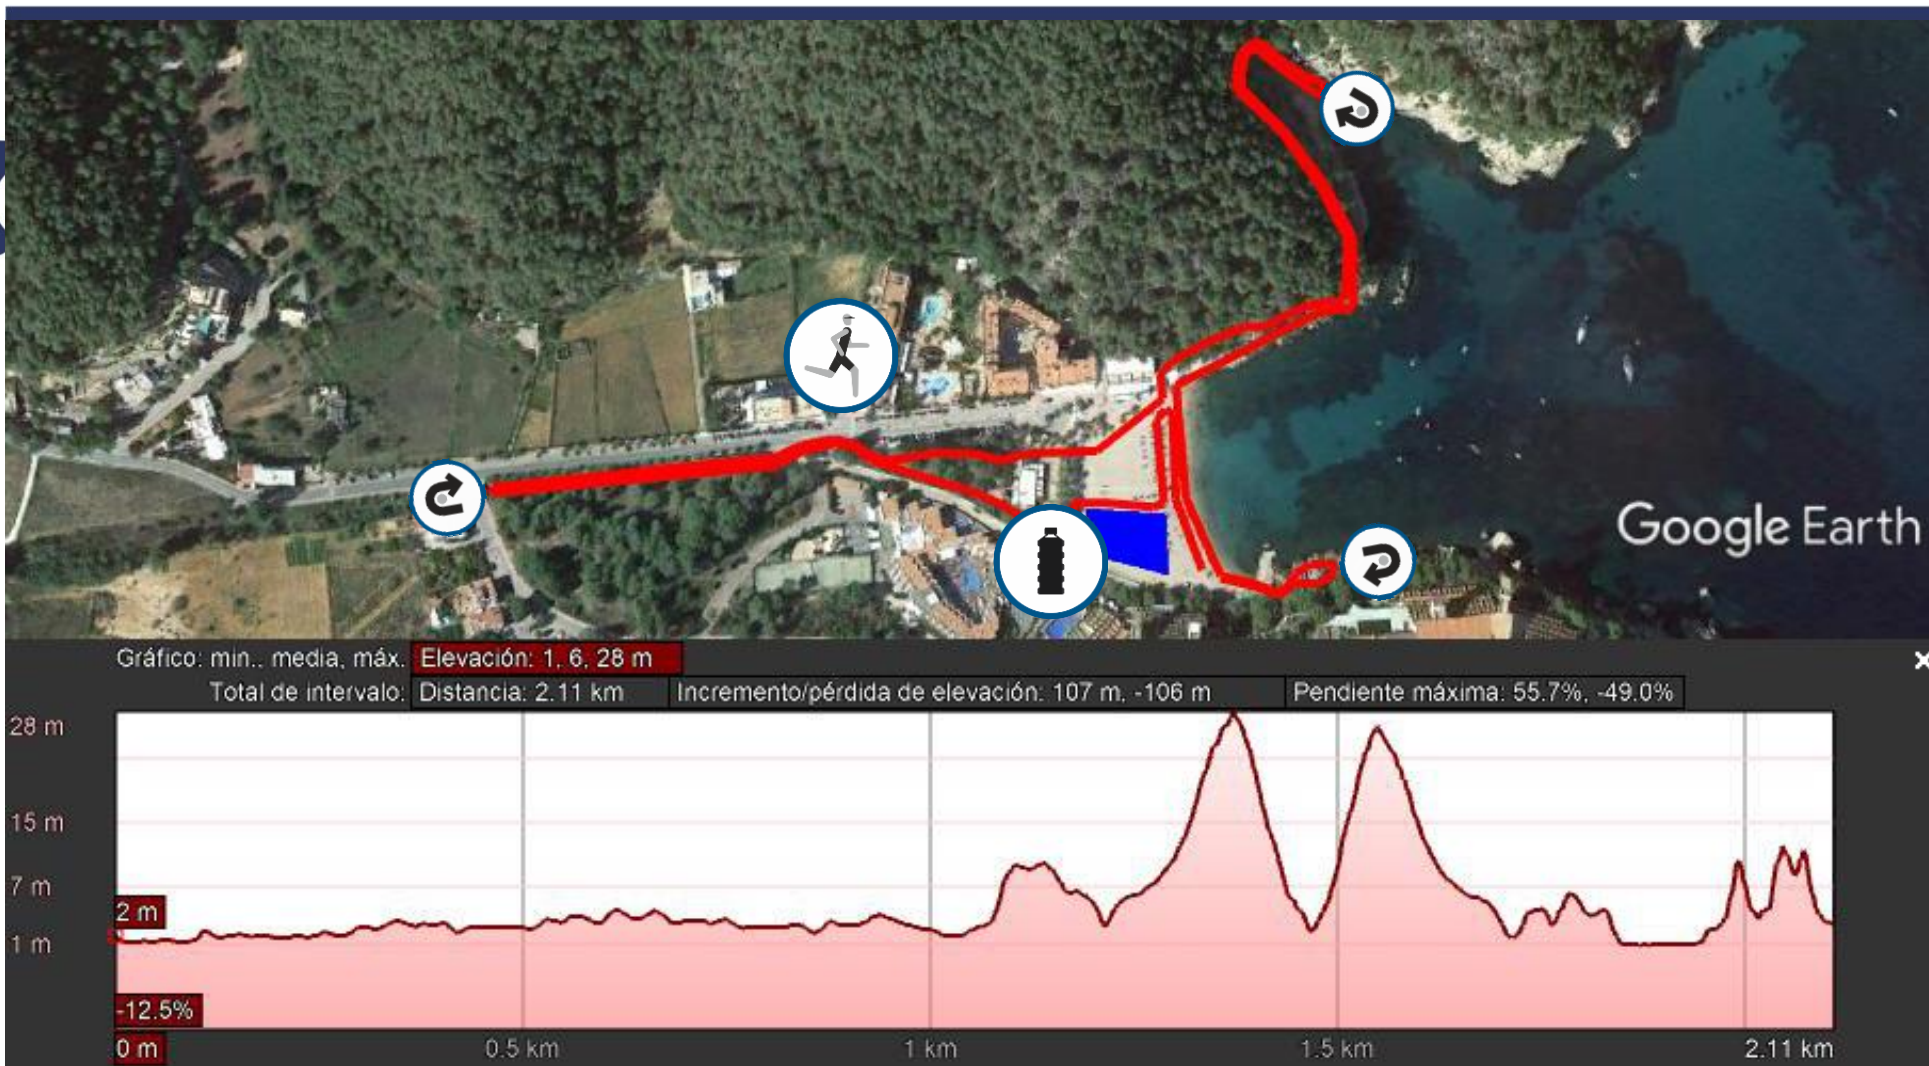 Google Earth
Gráfico: min.. media, máx. Elevación: 1, 6, 28 m
Total de intervalo: Distancia: 2.11 km Incremento/pérdida de elevación: 107 m. -106 m Pendiente máxima: 55.7%, -49.0%
28 m
15 m
7 m
2 m
1 m
-12.5%
0 m 0.5 km 1 km 1.5 km 2.11 km